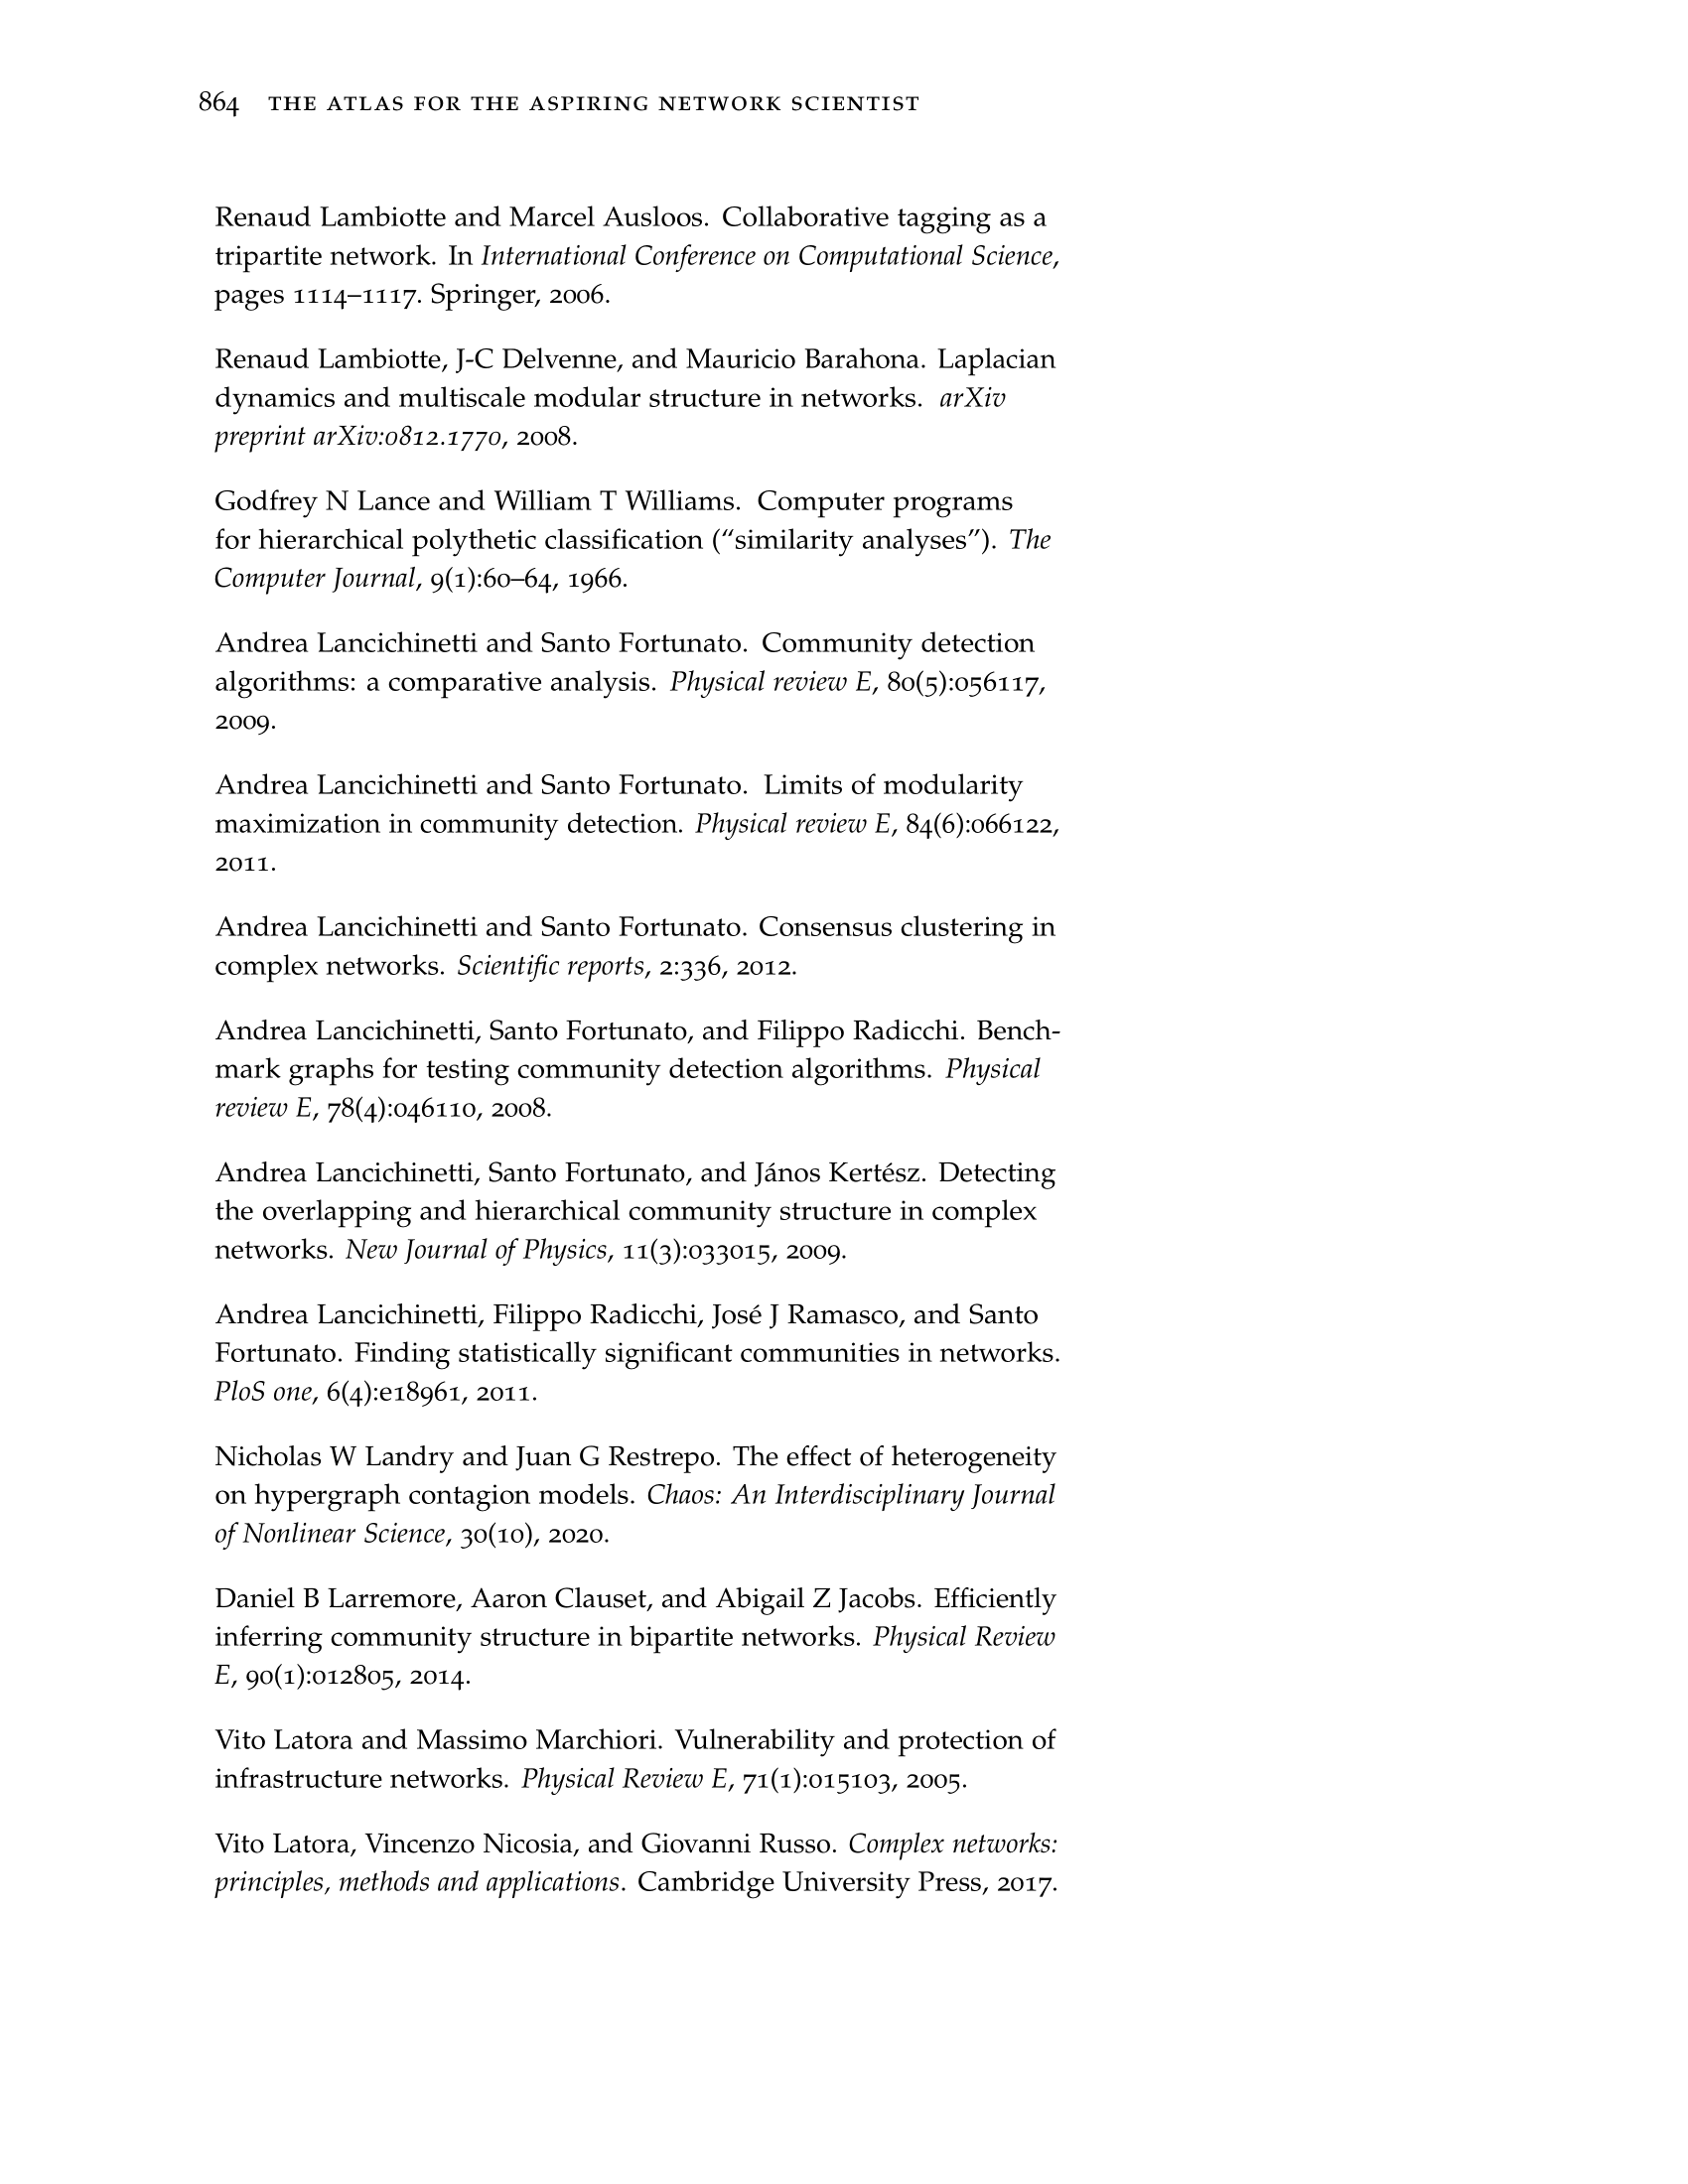 864 THE ATLAS FOR THE ASPIRING NETWORK SCIENTIST
Renaud Lambiotte and Marcel Ausloos. Collaborative tagging as a
tripartite network. In International Conference on Computational Science,
pages 1114–1117. Springer, 2006.
Renaud Lambiotte, J-C Delvenne, and Mauricio Barahona. Laplacian
dynamics and multiscale modular structure in networks. arXiv
preprint arXiv:0812.1770, 2008.
Godfrey N Lance and William T Williams. Computer programs
for hierarchical polythetic classification (“similarity analyses”). The
Computer Journal, 9(1):60–64, 1966.
Andrea Lancichinetti and Santo Fortunato. Community detection
algorithms: a comparative analysis. Physical review E, 80(5):056117,
2009.
Andrea Lancichinetti and Santo Fortunato. Limits of modularity
maximization in community detection. Physical review E, 84(6):066122,
2011.
Andrea Lancichinetti and Santo Fortunato. Consensus clustering in
complex networks. Scientific reports, 2:336, 2012.
Andrea Lancichinetti, Santo Fortunato, and Filippo Radicchi. Bench-
mark graphs for testing community detection algorithms. Physical
review E, 78(4):046110, 2008.
Andrea Lancichinetti, Santo Fortunato, and János Kertész. Detecting
the overlapping and hierarchical community structure in complex
networks. New Journal of Physics, 11(3):033015, 2009.
Andrea Lancichinetti, Filippo Radicchi, José J Ramasco, and Santo
Fortunato. Finding statistically significant communities in networks.
PloS one, 6(4):e18961, 2011.
Nicholas W Landry and Juan G Restrepo. The effect of heterogeneity
on hypergraph contagion models. Chaos: An Interdisciplinary Journal
of Nonlinear Science, 30(10), 2020.
Daniel B Larremore, Aaron Clauset, and Abigail Z Jacobs. Efficiently
inferring community structure in bipartite networks. Physical Review
E, 90(1):012805, 2014.
Vito Latora and Massimo Marchiori. Vulnerability and protection of
infrastructure networks. Physical Review E, 71(1):015103, 2005.
Vito Latora, Vincenzo Nicosia, and Giovanni Russo. Complex networks:
principles, methods and applications. Cambridge University Press, 2017.